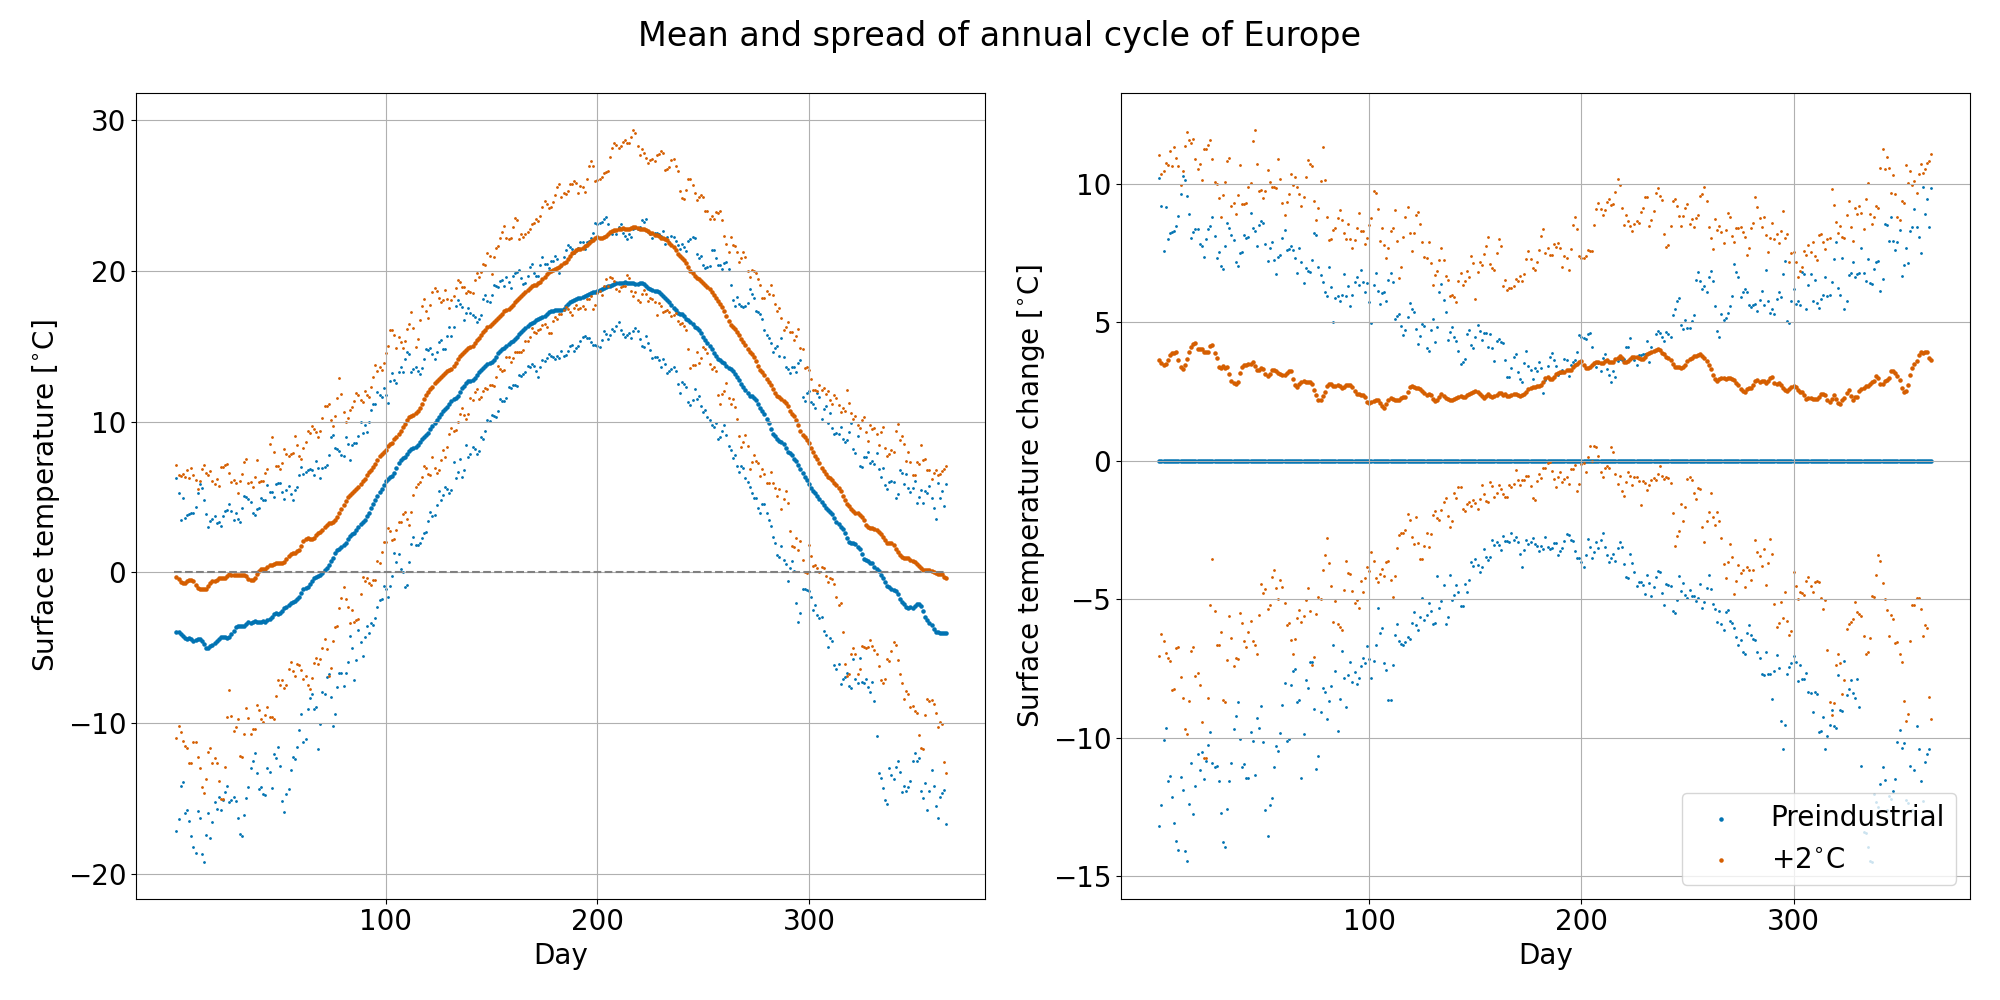 Mean and spread of annual cycle of Europe
Surface temperature [°C]
30
20
10
0
−10
−20
100
200
300
Day
Surface temperature change [°C]
10
5
0
−5
−10
−15
100
200
300
Day
Preindustrial
+2°C